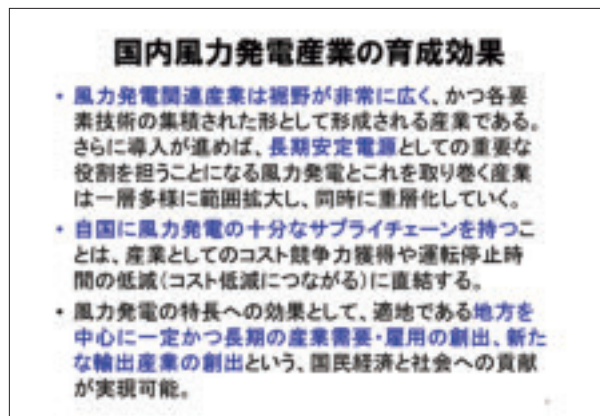 国内風力発電産業の育成効果
• 風力発電関連産業は裾野が非常に広く、かつ各要
素技術の集積された形として形成される産業である。
さらに導入が進めば、長期安定電源としての重要な
役割を担うことになる風力発電とこれを取り巻く産業
は一層多様に範囲拡大し、同時に重層化していく。
• 自国に風力発電の十分なサプライチェーンを持つこ
とは、産業としてのコスト競争力獲得や運転停止時
間の低減(コスト低減につながる)に直結する。
• 風力発電の特長への効果として、適地である地方を
中心に一定かつ長期の産業需要・雇用の創出、新た
な輸出産業の創出という、国民経済と社会への貢献
が実現可能。